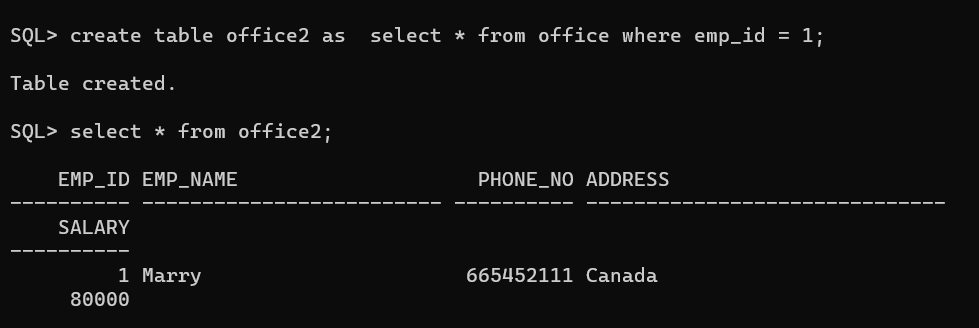 SQL> create table office2 as  select * from office where emp_id = 1;
Table created.
SQL> select * from office2;
    EMP_ID EMP_NAME                    PHONE_NO ADDRESS
---------- ------------------------- ---------- ------------------------------
    SALARY
----------
         1 Marry                      665452111 Canada
     80000